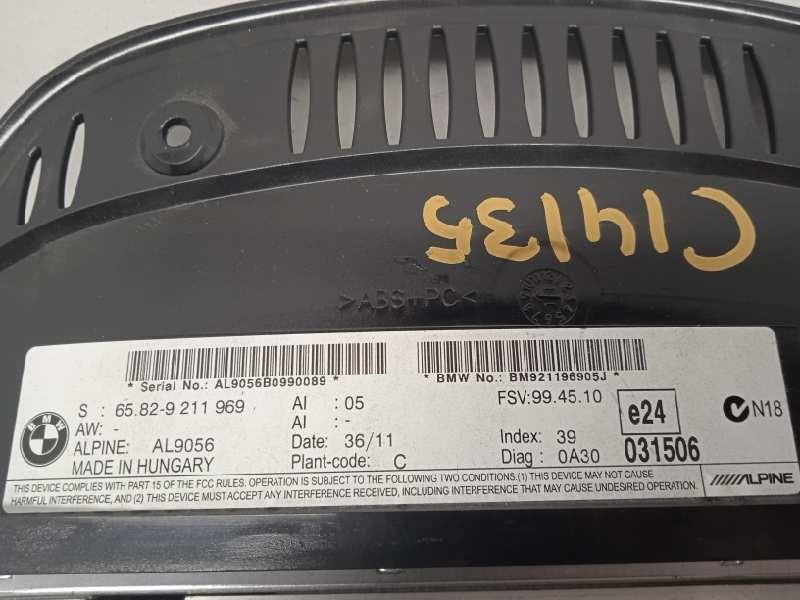 C14135
>ABS+PC<
* Serial No.: AL9056B0990089 *
* BMW No.: BM921196905J *
BMW
S : 65.82-9 211 969
AI : 05
FSV:99.45.10
e24
N18
AW: -
AI : -
ALPINE: AL9056
Date: 36/11
Index: 39
031506
MADE IN HUNGARY
Plant-code: C
Diag : 0A30
THIS DEVICE COMPLIES WITH PART 15 OF THE FCC RULES. OPERATION IS SUBJECT TO THE FOLLOWING TWO CONDITIONS.(1) THIS DEVICE MAY NOT CAUSE
HARMFUL INTERFERENCE, AND (2) THIS DEVICE MUST ACCEPT ANY INTERFERENCE RECEIVED, INCLUDING INTERFERENCE THAT MAY CAUSE UNDESIRED OPERATION.
ALPINE